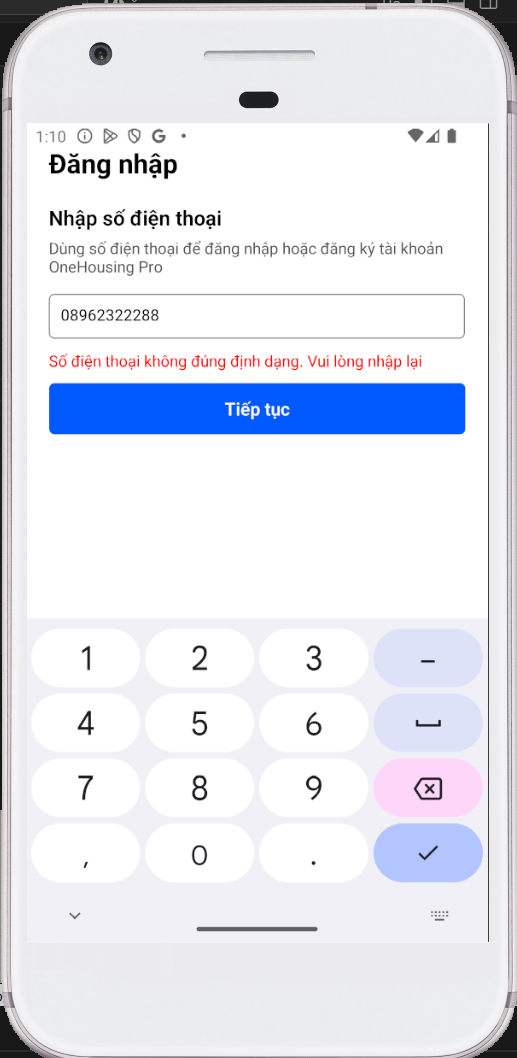 1:10
Đăng nhập
Nhập số điện thoại
Dùng số điện thoại để đăng nhập hoặc đăng ký tài khoản
OneHousing Pro
08962322288
Số điện thoại không đúng định dạng. Vui lòng nhập lại
Tiếp tục
1 2 3 –
4 5 6
7 8 9
, 0 .